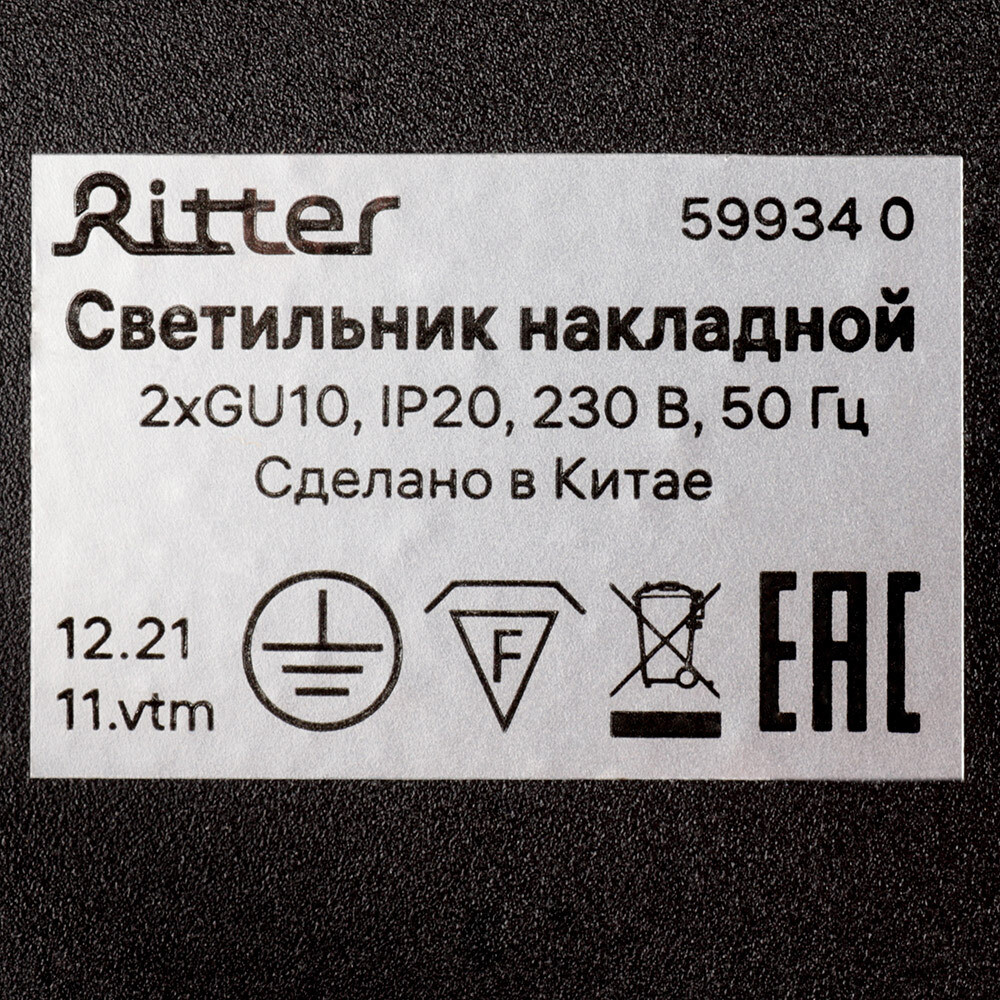 Ritter 59934 0
Светильник накладной
2xGU10, IP20, 230 В, 50 Гц
Сделано в Китае
12.21
11.vtm
F
EAC